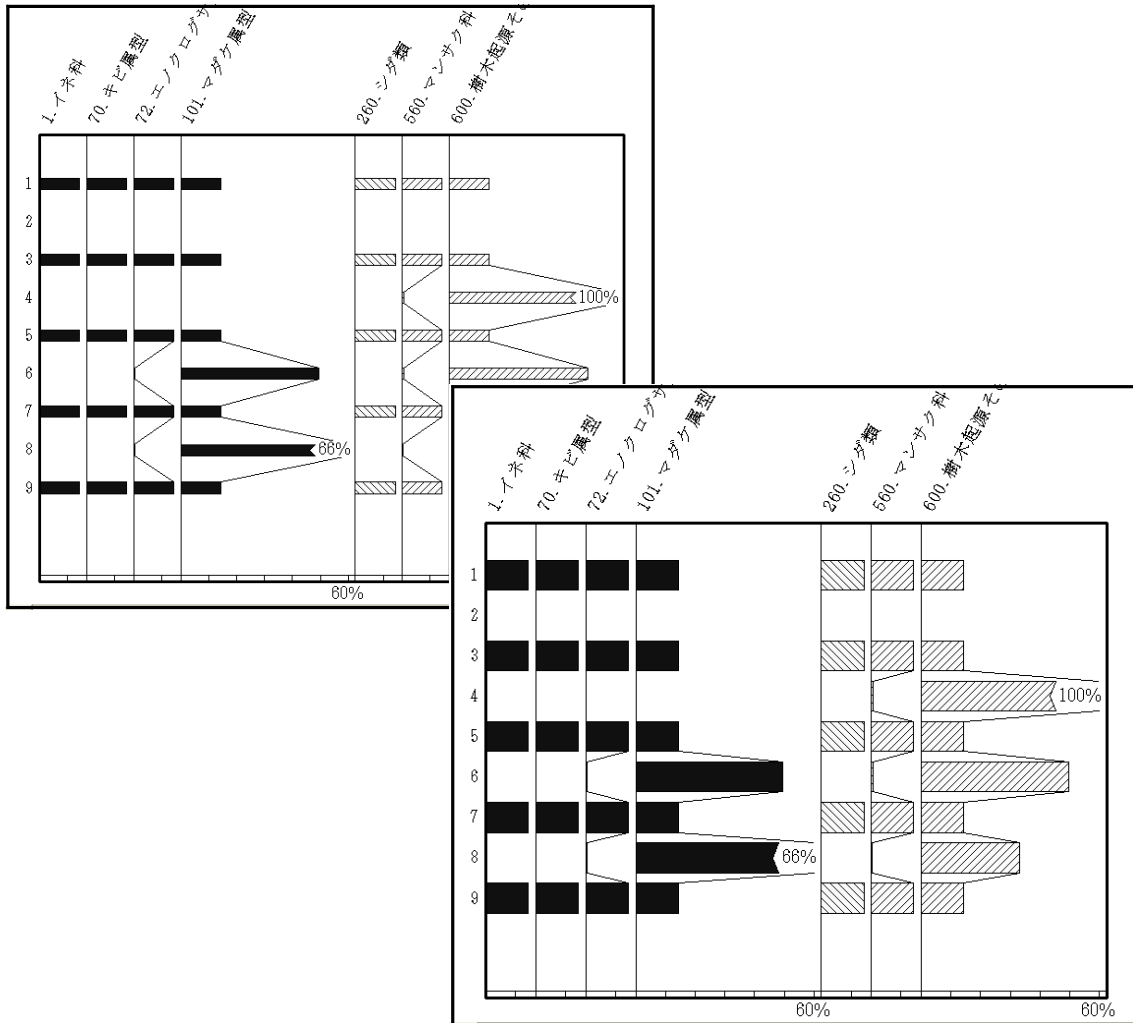 1-イネ科
70-キビ属型
72-エノクログサ
101-マダケ属型
260-シダ類
560-マンサク科
600-樹木起源そ
1
2
3
4
100%
5
6
7
8
66%
9
60%
1-イネ科
70-キビ属型
72-エノクログサ
101-マダケ属型
260-シダ類
560-マンサク科
600-樹木起源そ
1
2
3
4
100%
5
6
7
8
66%
9
60%
60%